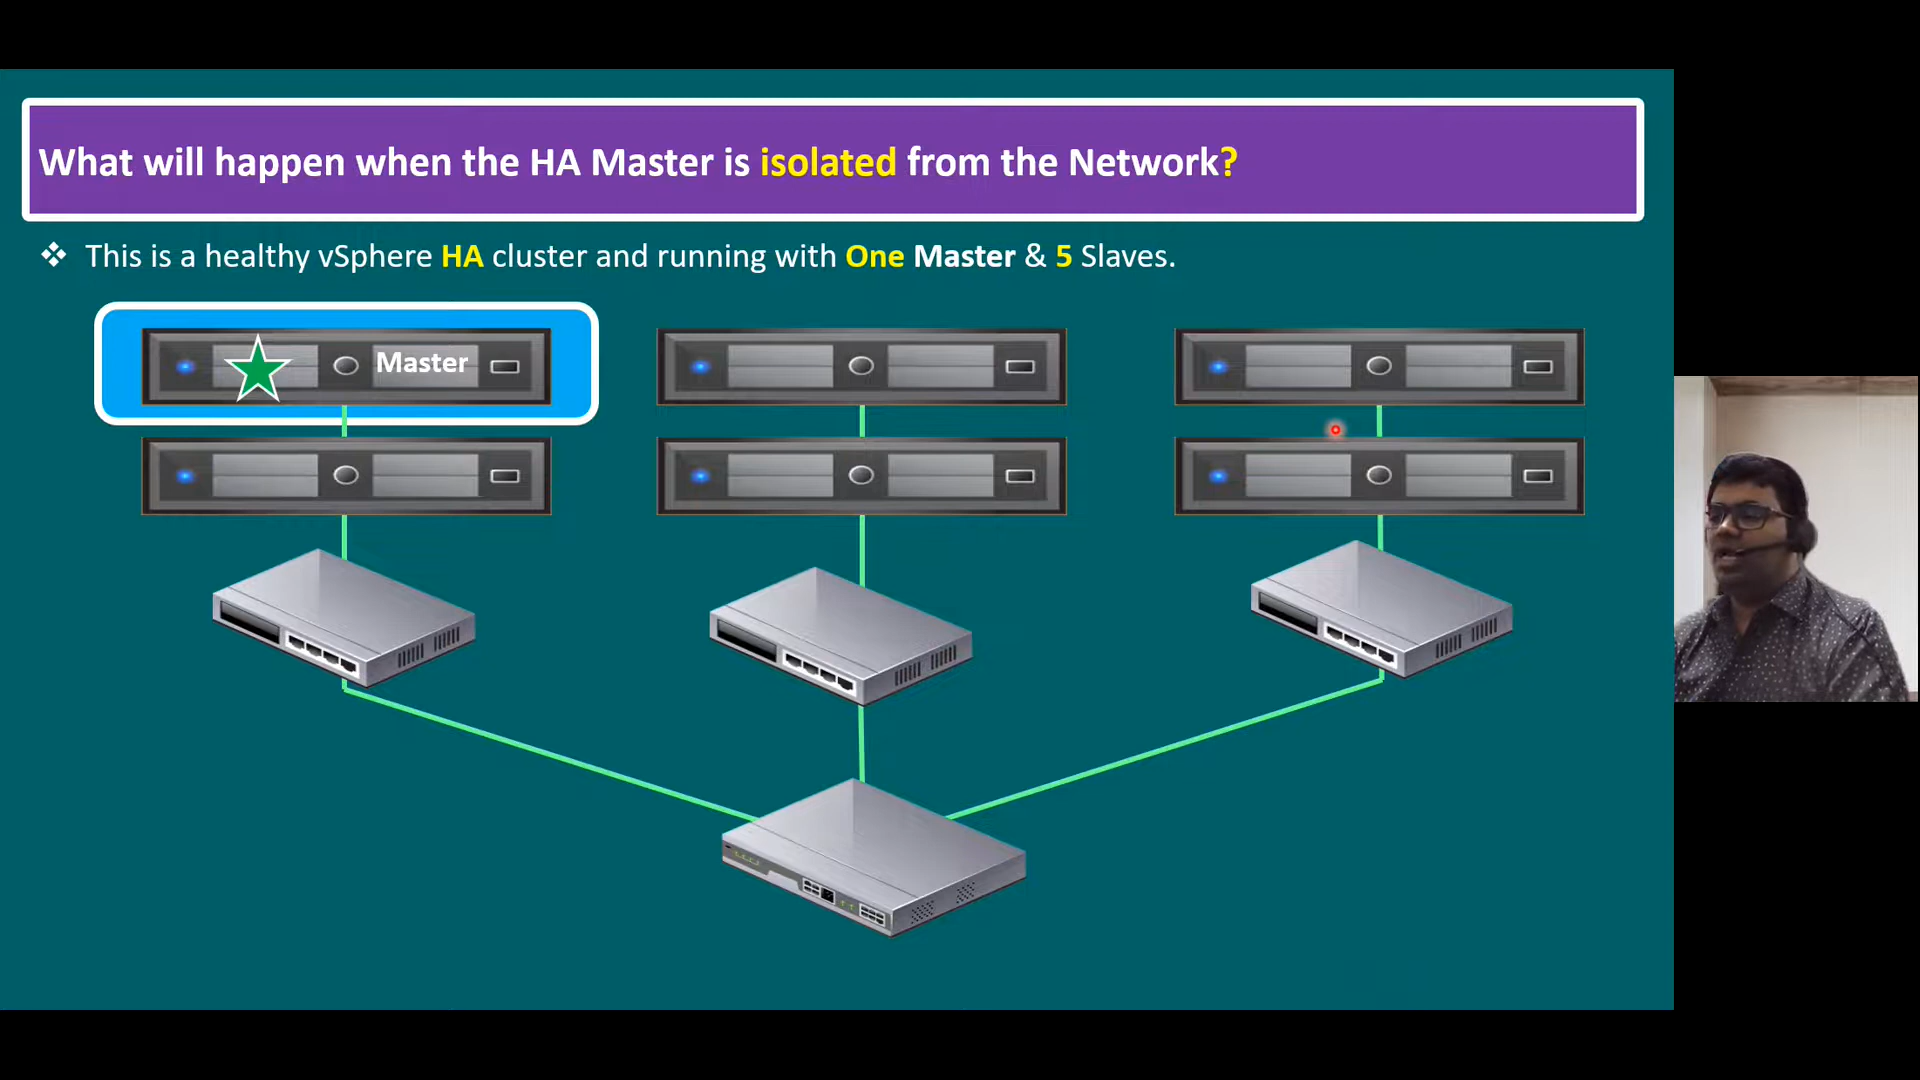 What will happen when the HA Master is isolated from the Network?
❖ This is a healthy vSphere HA cluster and running with One Master & 5 Slaves.
Master